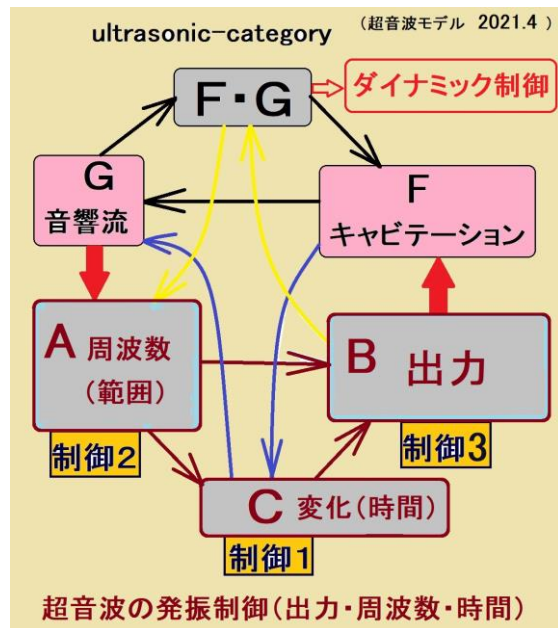 ultrasonic-category
(超音波モデル 2021.4 )
F・G
ダイナミック制御
G
音響流
F
キャビテーション
A 周波数
(範囲)
B 出力
制御2
制御3
C 変化(時間)
制御1
超音波の発振制御(出力・周波数・時間)